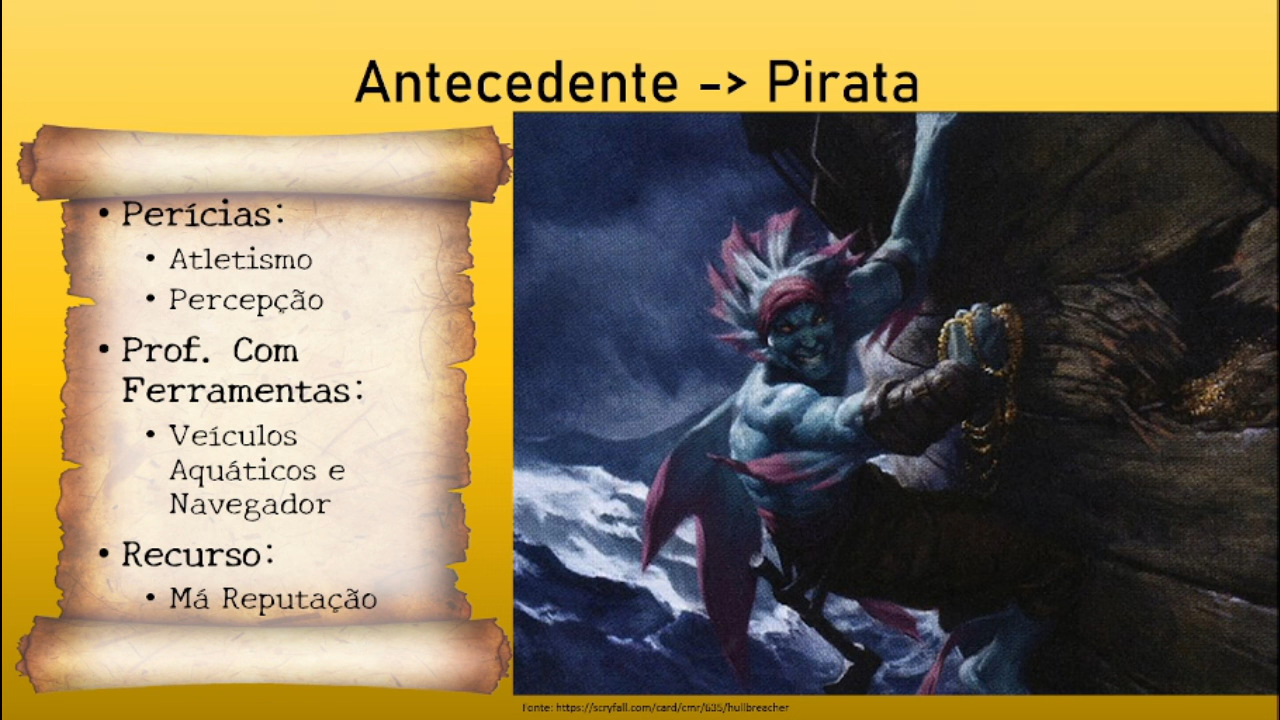 Antecedente -> Pirata
• Perícias:
• Atletismo
• Percepção
• Prof. Com
Ferramentas:
• Veículos
Aquáticos e
Navegador
• Recurso:
• Má Reputação
Fonte: https://scryfall.com/card/cmr/635/hullbreacher